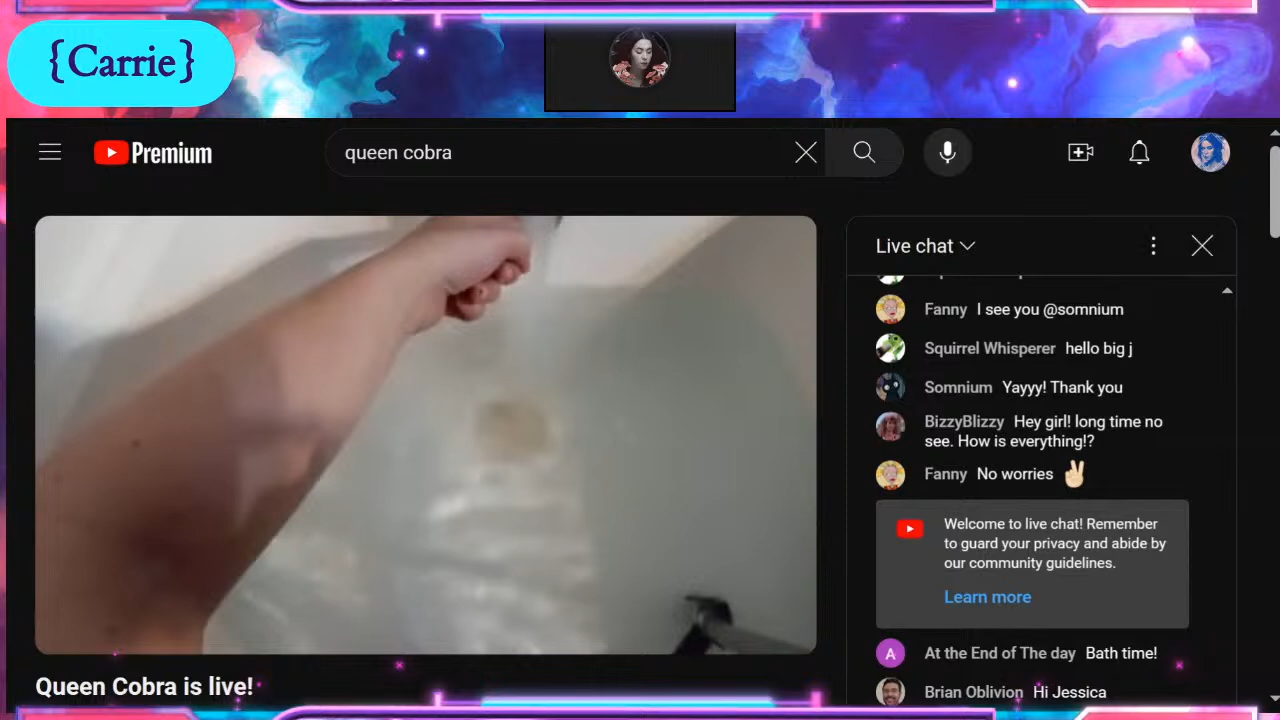 {Carrie}
Premium
queen cobra
Live chat
Fanny I see you @somnium
Squirrel Whisperer hello big j
Somnium Yayyy! Thank you
BizzyBlizzy Hey girl! long time no
see. How is everything!?
Fanny No worries ✌🏻
Welcome to live chat! Remember
to guard your privacy and abide by
our community guidelines.
Learn more
A At the End of The day Bath time!
Brian Oblivion Hi Jessica
Queen Cobra is live!